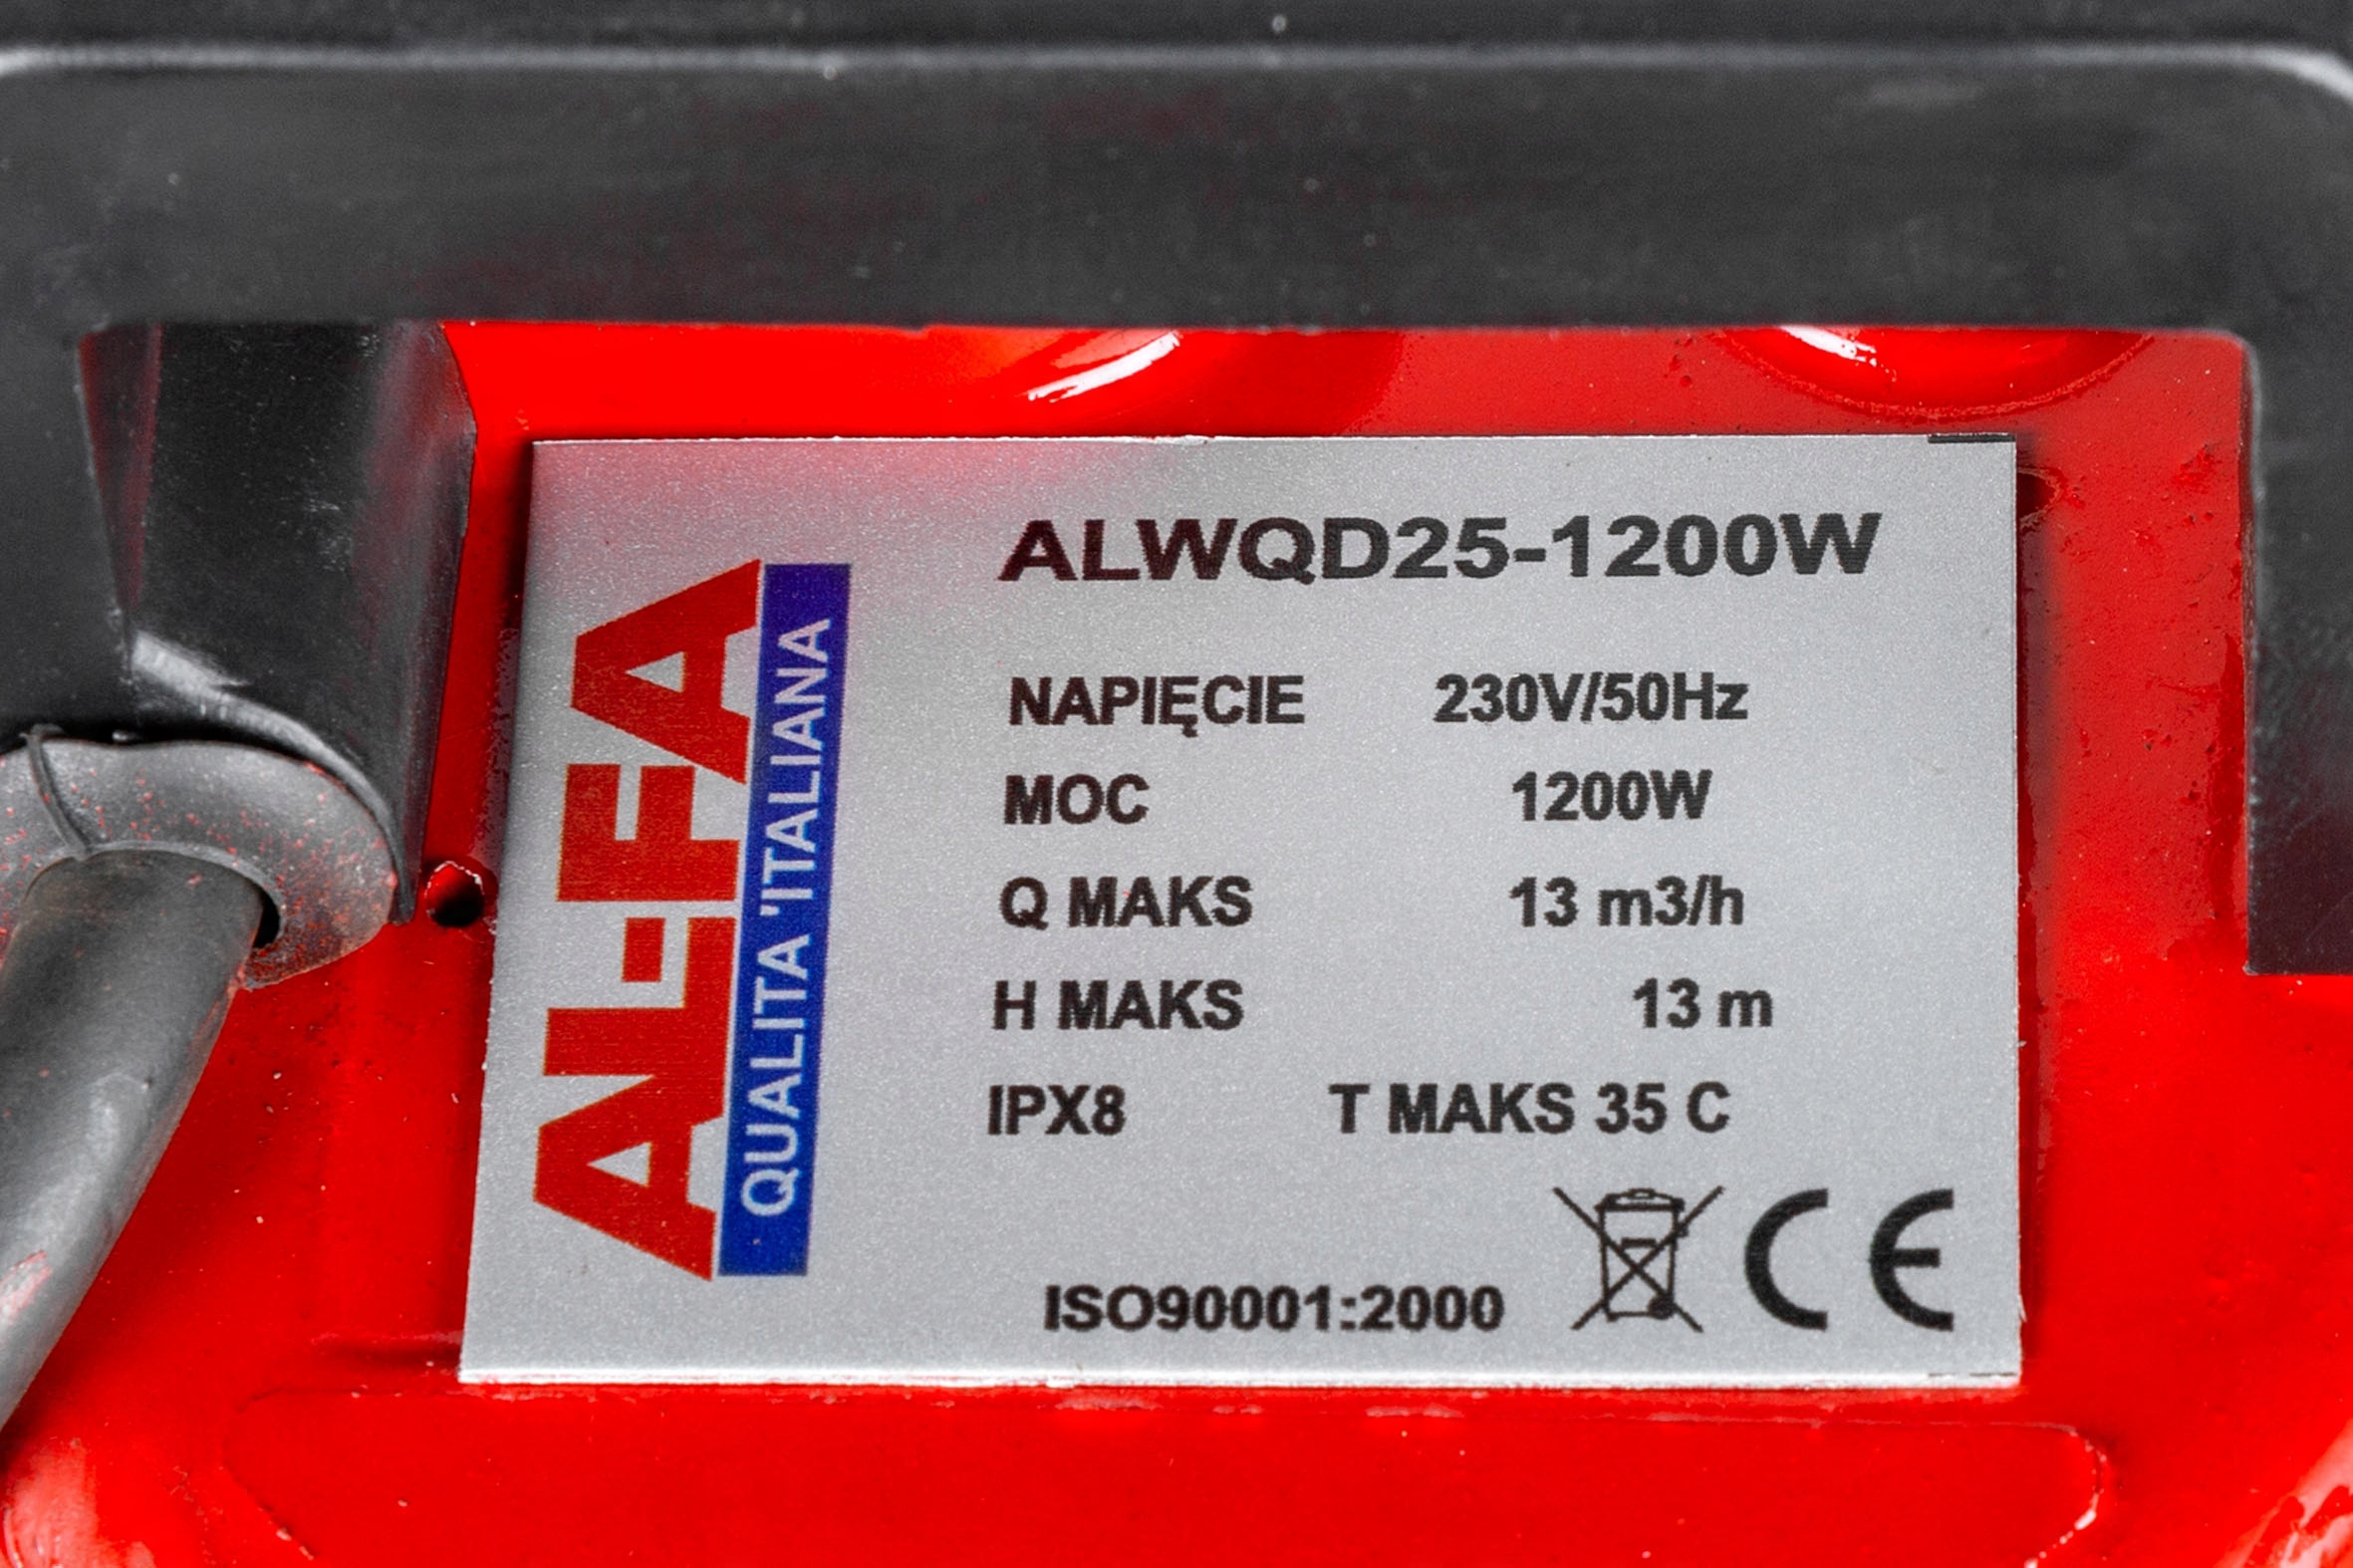 AL-FA
QUALITA 'ITALIANA
ALWQD25-1200W
NAPIĘCIE 230V/50Hz
MOC 1200W
Q MAKS 13 m3/h
H MAKS 13 m
IPX8 T MAKS 35 C
ISO90001:2000 CE